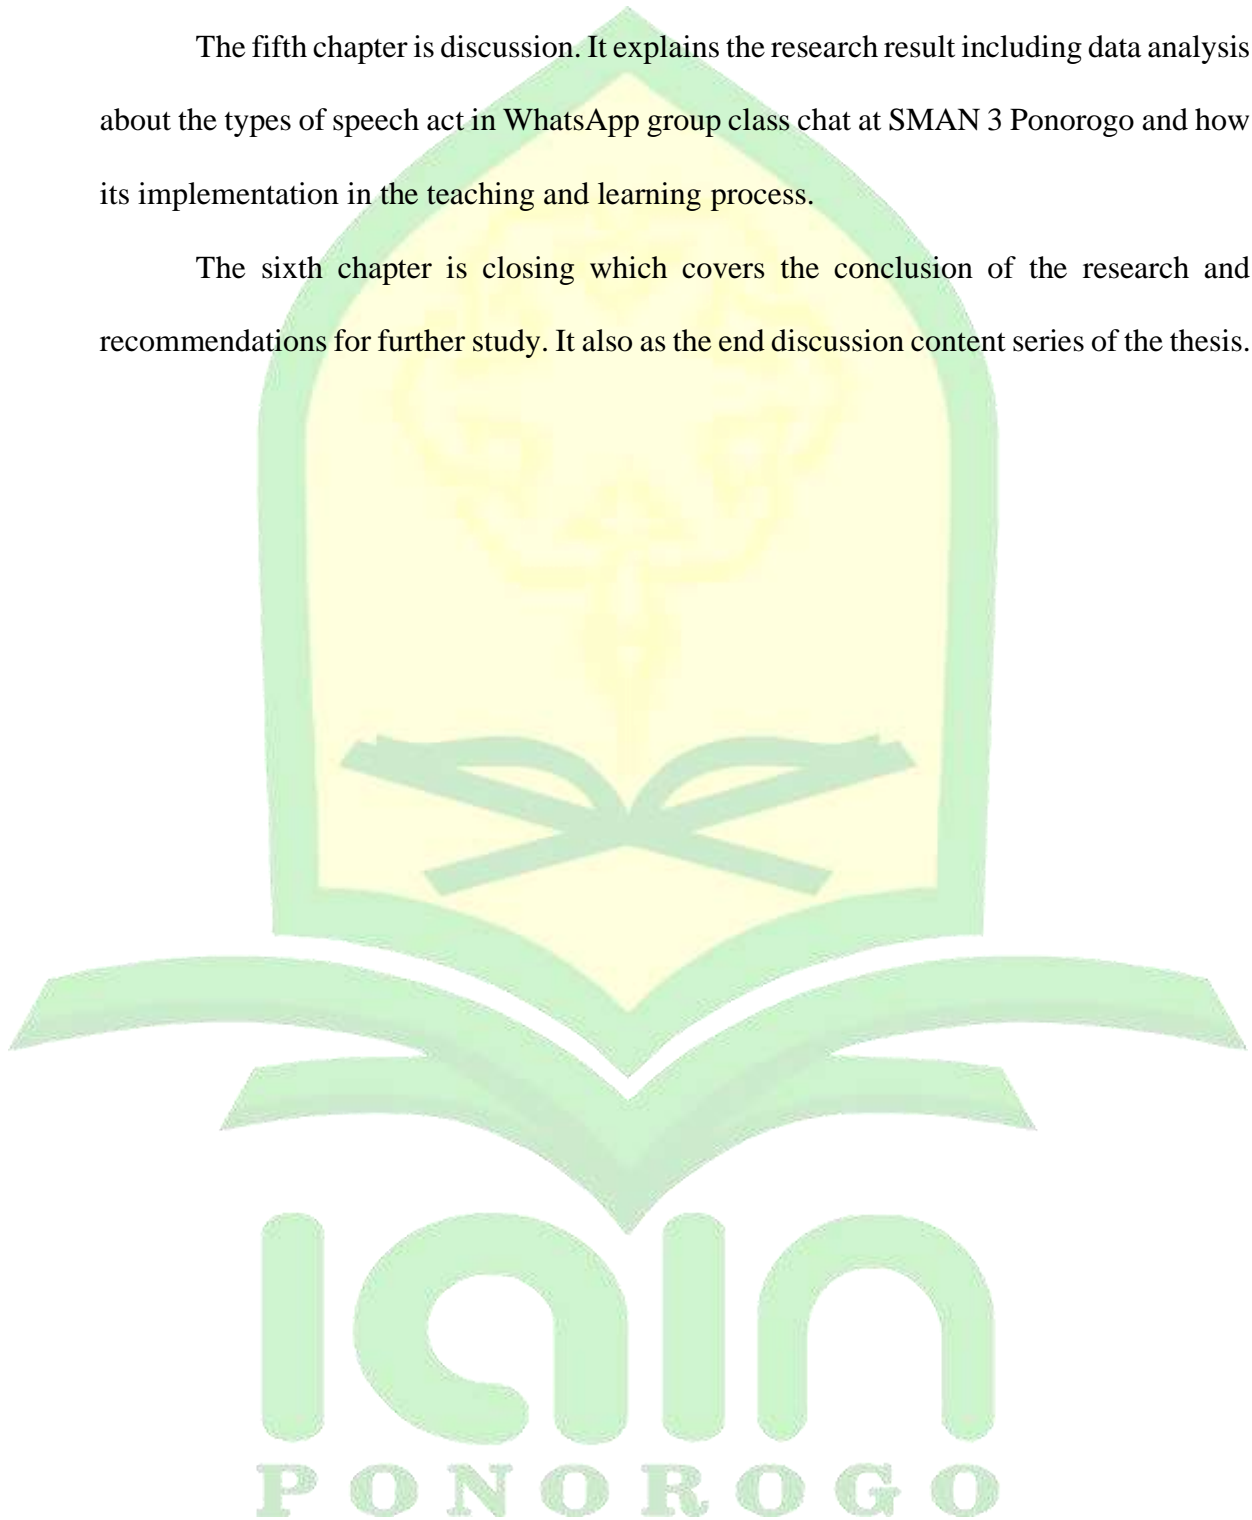 The fifth chapter is discussion. It explains the research result including data analysis
about the types of speech act in WhatsApp group class chat at SMAN 3 Ponorogo and how
its implementation in the teaching and learning process.
The sixth chapter is closing which covers the conclusion of the research and
recommendations for further study. It also as the end discussion content series of the thesis.
iain
PONOROGO